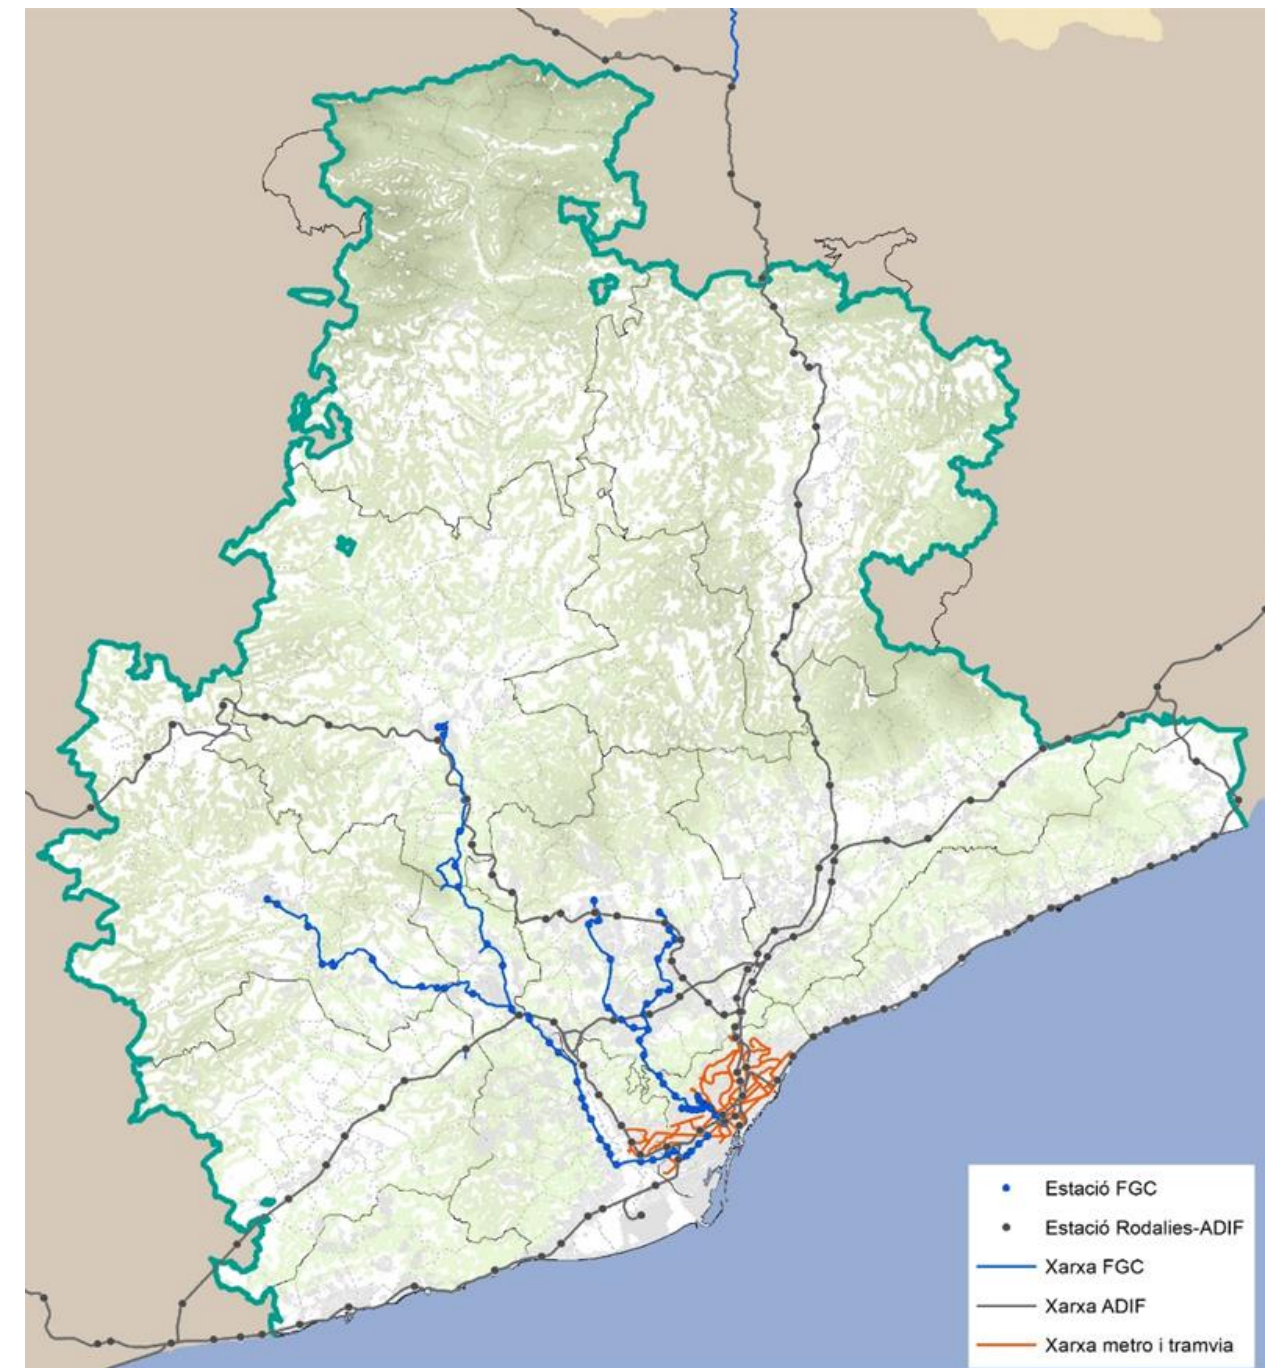 Estació FGC
Estació Rodalies-ADIF
Xarxa FGC
Xarxa ADIF
Xarxa metro i tramvia